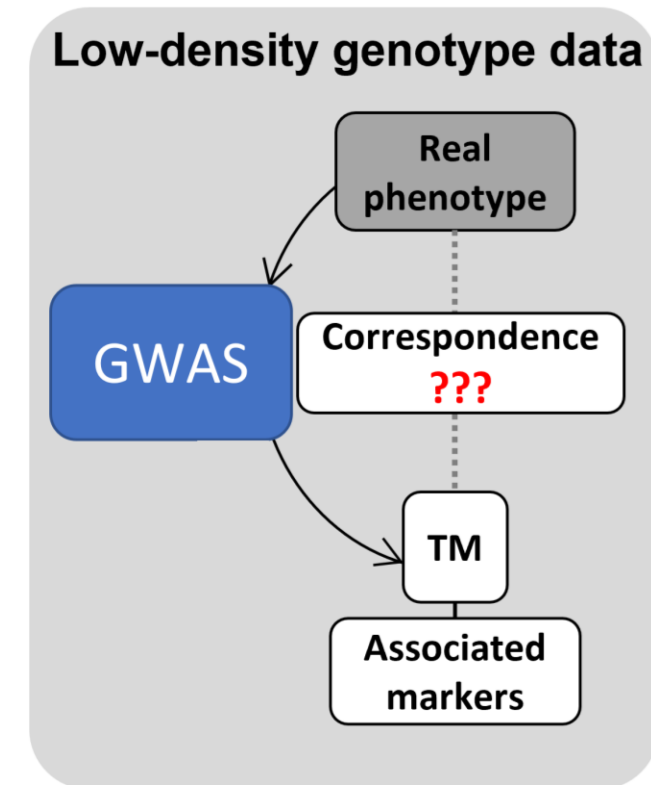 Low-density genotype data
Real
phenotype
GWAS
Correspondence
???
TM
Associated
markers